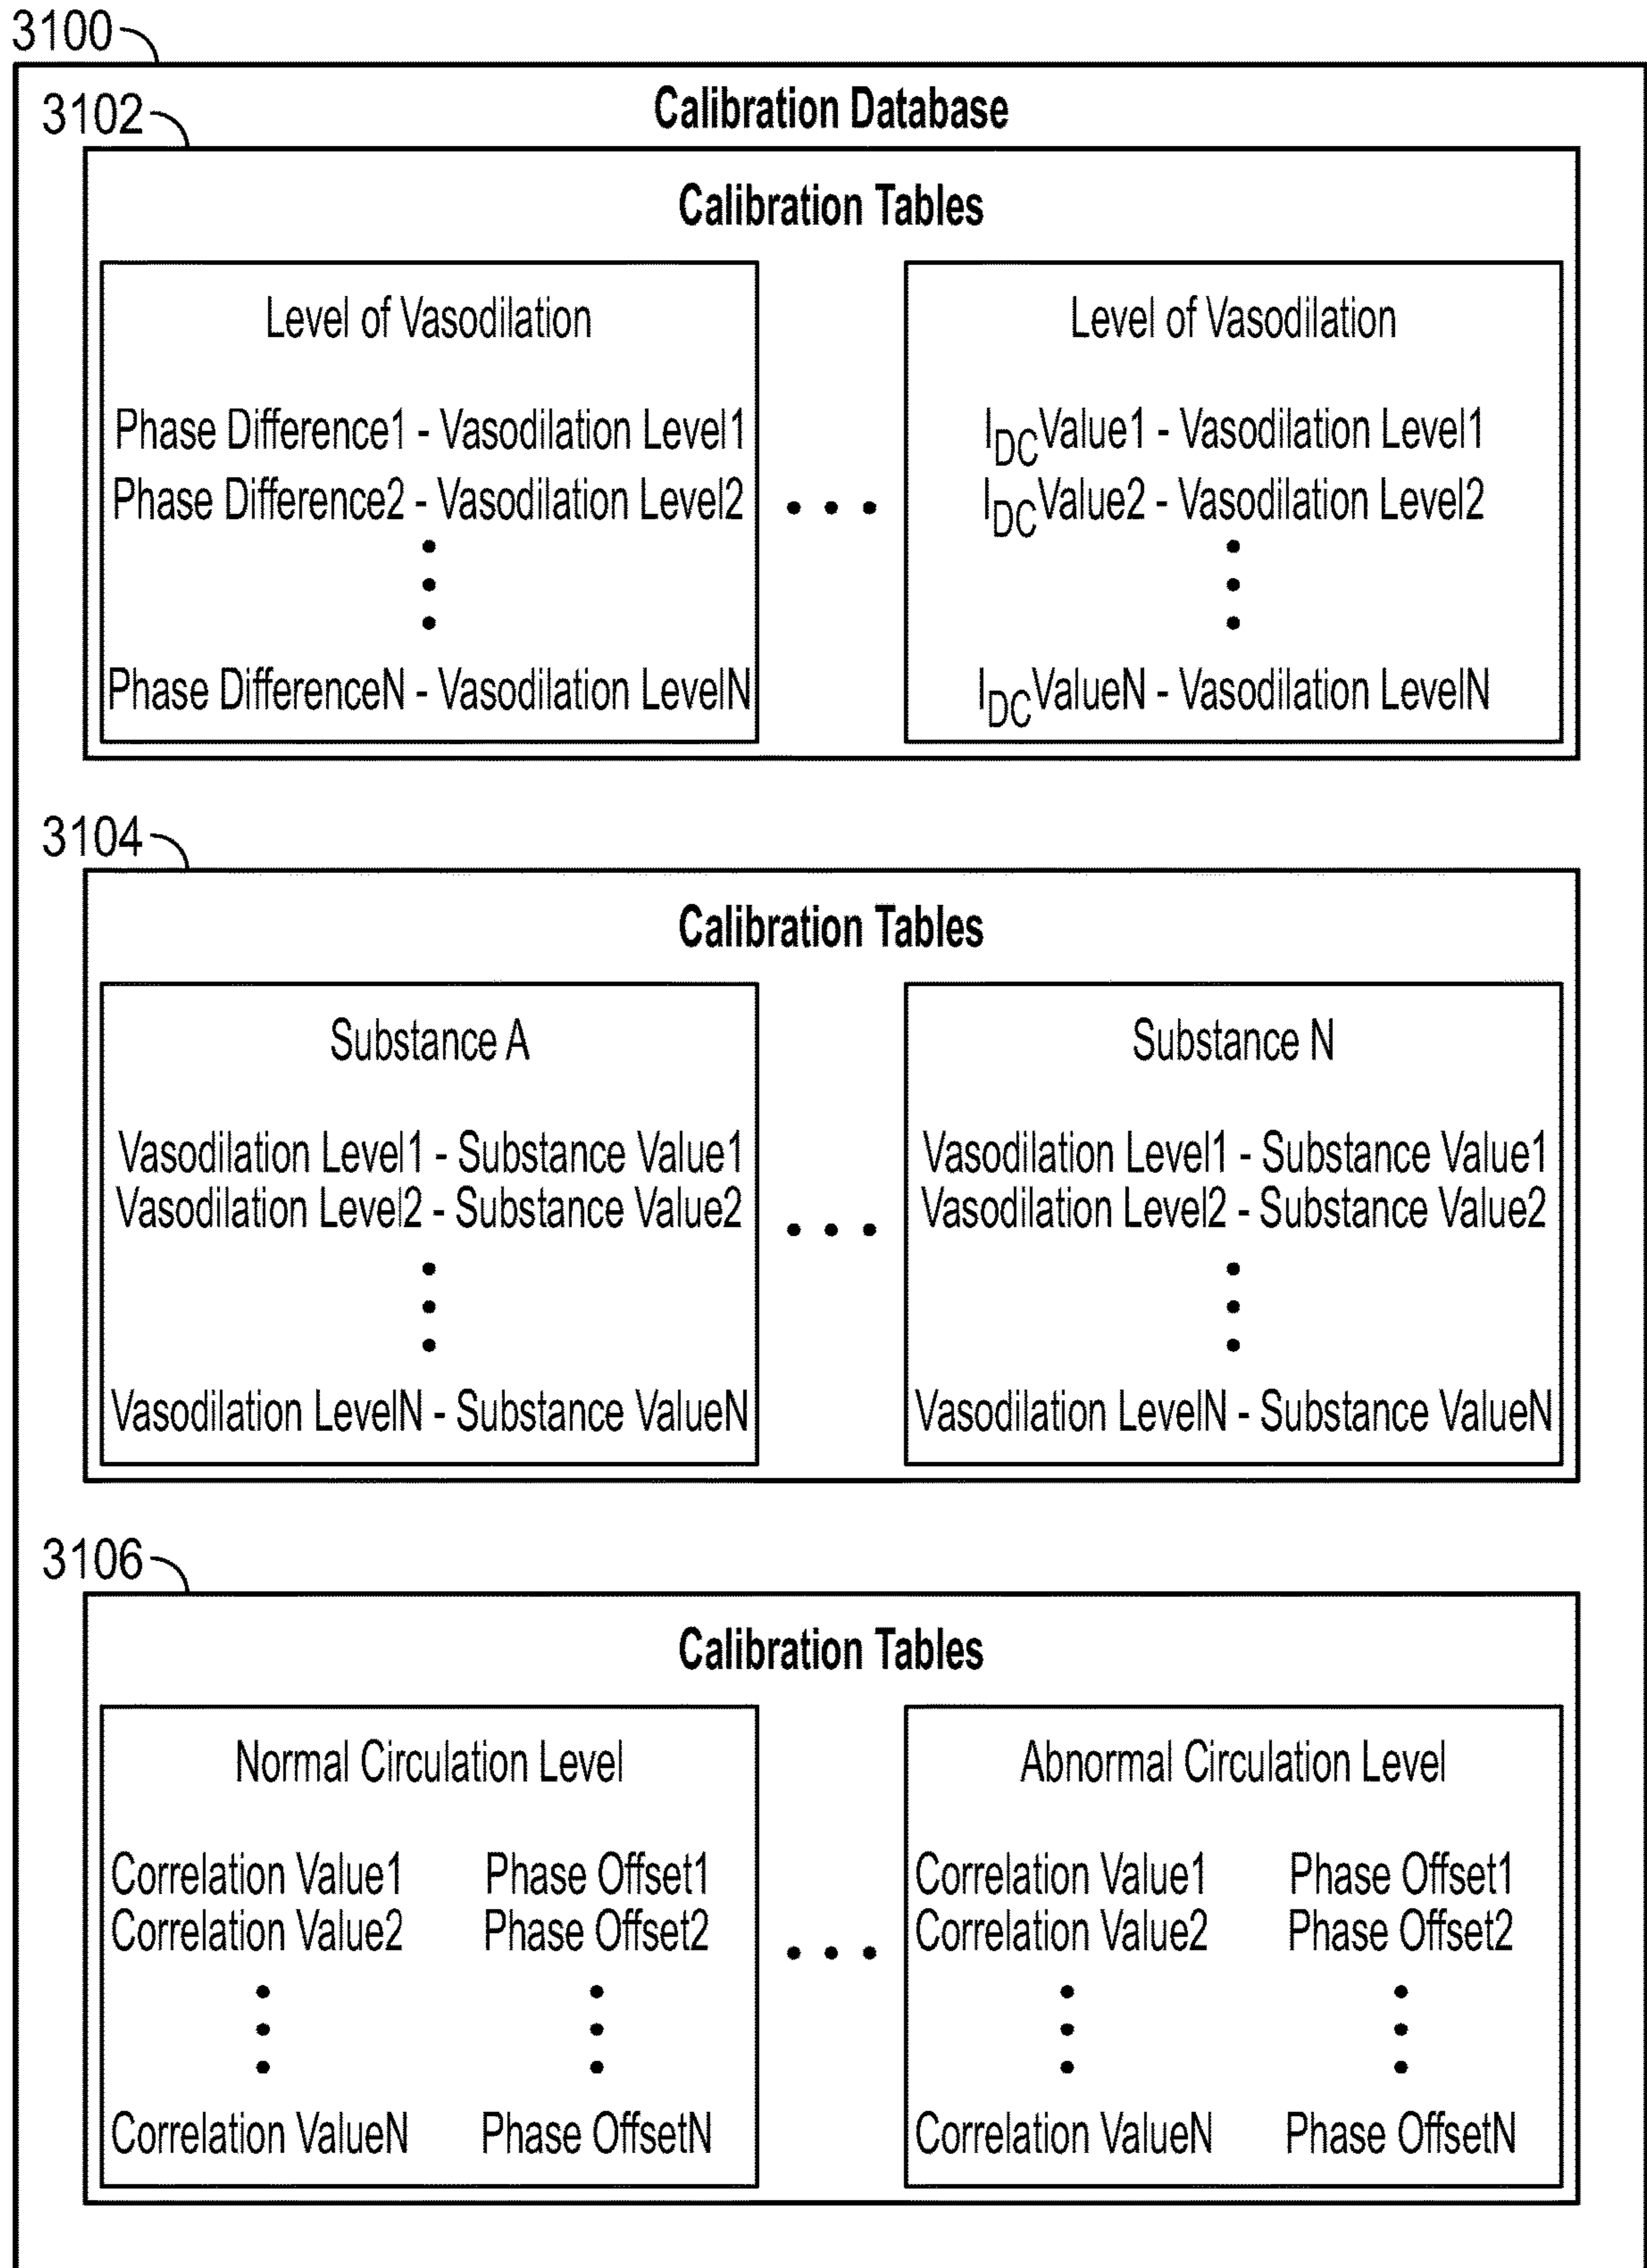 3100
3102
Calibration Database
Calibration Tables
Level of Vasodilation
Phase Difference1 - Vasodilation Level1
Phase Difference2 - Vasodilation Level2
Phase DifferenceN - Vasodilation LevelN
Level of Vasodilation
IDCValue1 - Vasodilation Level1
IDCValue2 - Vasodilation Level2
IDCValueN - Vasodilation LevelN
3104
Calibration Tables
Substance A
Vasodilation Level1 - Substance Value1
Vasodilation Level2 - Substance Value2
Vasodilation LevelN - Substance ValueN
Substance N
Vasodilation Level1 - Substance Value1
Vasodilation Level2 - Substance Value2
Vasodilation LevelN - Substance ValueN
3106
Calibration Tables
Normal Circulation Level
Correlation Value1 Phase Offset1
Correlation Value2 Phase Offset2
Correlation ValueN Phase OffsetN
Abnormal Circulation Level
Correlation Value1 Phase Offset1
Correlation Value2 Phase Offset2
Correlation ValueN Phase OffsetN